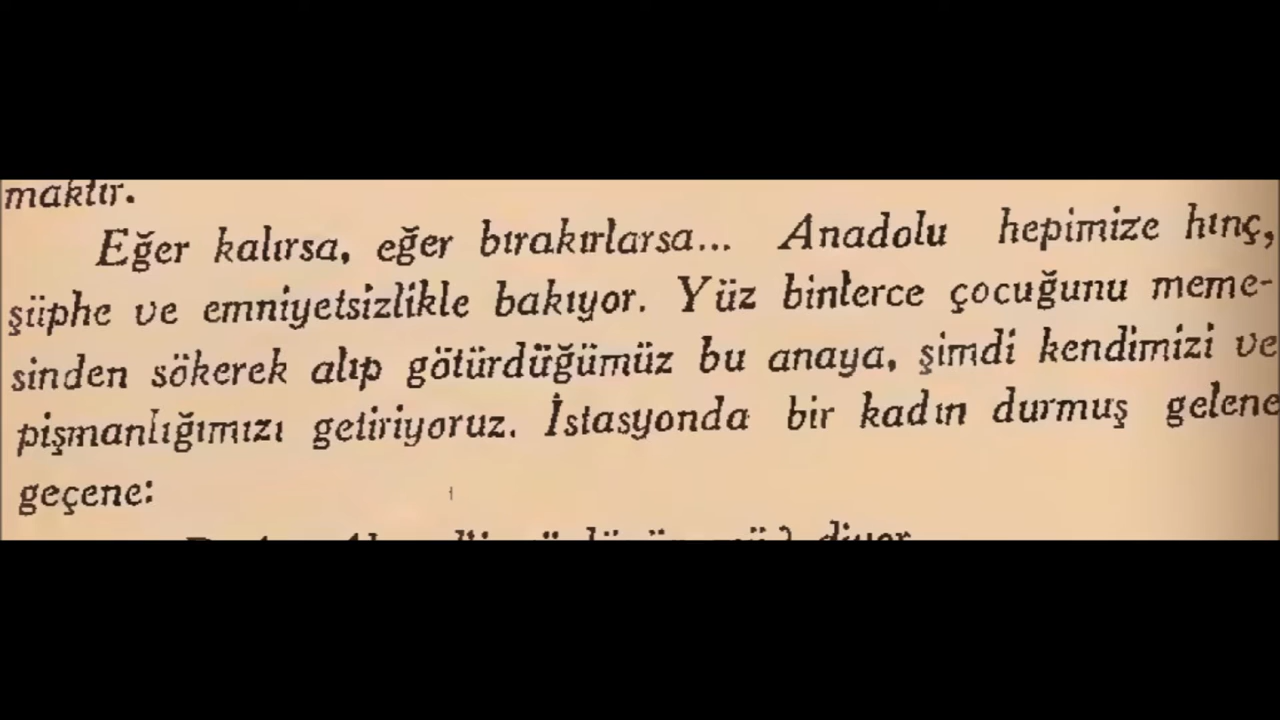 maktır.
Eğer kalırsa, eğer bırakırlarsa... Anadolu hepimize hınç,
şüphe ve emniyetsizlikle bakıyor. Yüz binlerce çocuğunu meme-
sinden sökerek alıp götürdüğümüz bu anaya, şimdi kendimizi ve
pişmanlığımızı getiriyoruz. İstasyonda bir kadın durmuş gelene
geçene:
diyor